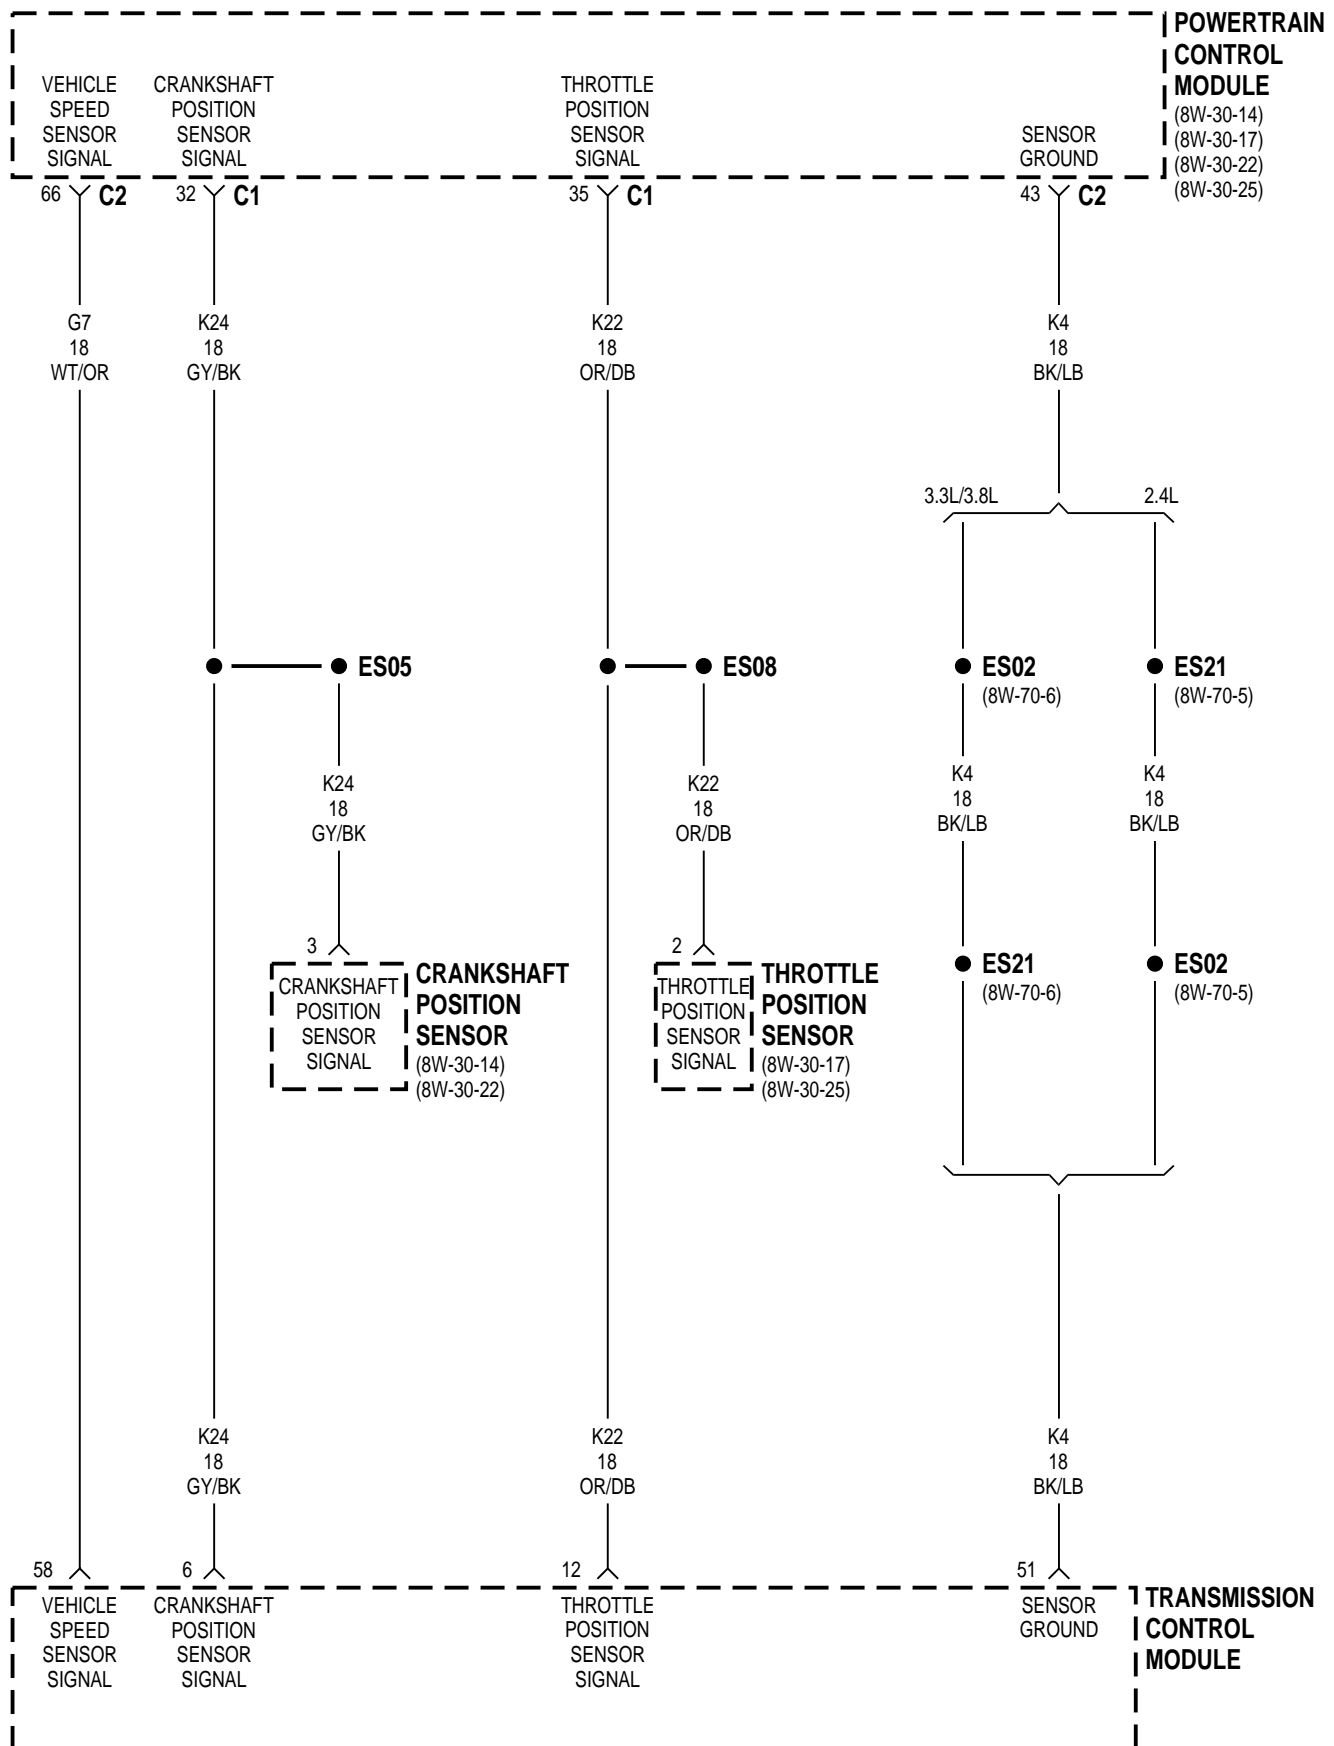 POWERTRAIN
CONTROL
MODULE
(8W-30-14)
(8W-30-17)
(8W-30-22)
(8W-30-25)
VEHICLE
SPEED
SENSOR
SIGNAL
CRANKSHAFT
POSITION
SENSOR
SIGNAL
THROTTLE
POSITION
SENSOR
SIGNAL
SENSOR
GROUND
66 C2
32 C1
35 C1
43 C2
G7
18
WT/OR
K24
18
GY/BK
K22
18
OR/DB
K4
18
BK/LB
3.3L/3.8L
2.4L
ES05
ES08
ES02
(8W-70-6)
ES21
(8W-70-5)
K24
18
GY/BK
K22
18
OR/DB
K4
18
BK/LB
K4
18
BK/LB
3
CRANKSHAFT
POSITION
SENSOR
SIGNAL
CRANKSHAFT
POSITION
SENSOR
(8W-30-14)
(8W-30-22)
2
THROTTLE
POSITION
SENSOR
SIGNAL
THROTTLE
POSITION
SENSOR
(8W-30-17)
(8W-30-25)
ES21
(8W-70-6)
ES02
(8W-70-5)
K24
18
GY/BK
K22
18
OR/DB
K4
18
BK/LB
58
6
12
51
VEHICLE
SPEED
SENSOR
SIGNAL
CRANKSHAFT
POSITION
SENSOR
SIGNAL
THROTTLE
POSITION
SENSOR
SIGNAL
SENSOR
GROUND
TRANSMISSION
CONTROL
MODULE